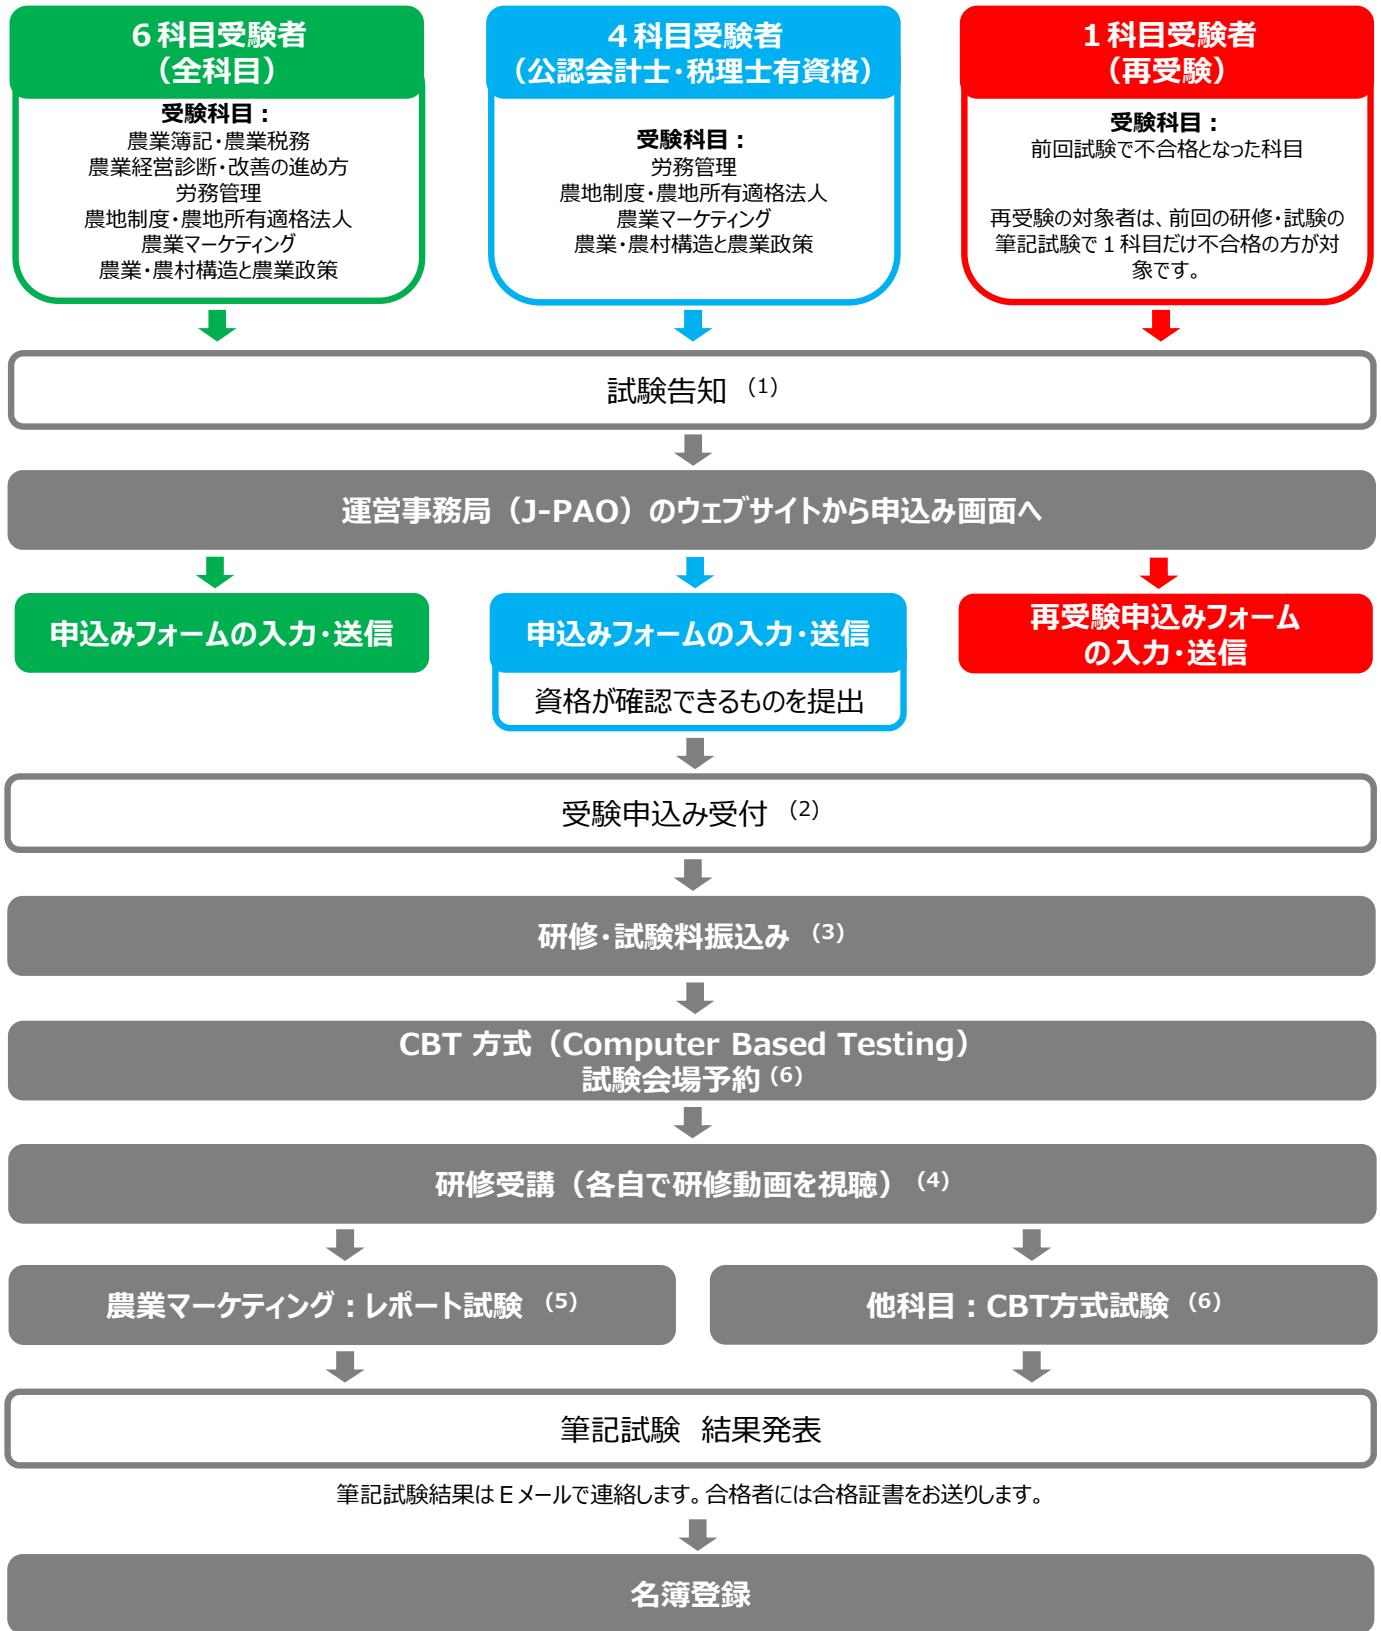 ６科目受験者
（全科目）
受験科目：
農業簿記・農業税務
農業経営診断・改善の進め方
労務管理
農地制度・農地所有適格法人
農業マーケティング
農業・農村構造と農業政策
４科目受験者
（公認会計士・税理士有資格）
受験科目：
労務管理
農地制度・農地所有適格法人
農業マーケティング
農業・農村構造と農業政策
１科目受験者
（再受験）
受験科目：
前回試験で不合格となった科目
再受験の対象者は、前回の研修・試験の
筆記試験で１科目だけ不合格の方が対
象です。
試験告知 （1）
運営事務局（J-PAO）のウェブサイトから申込み画面へ
申込みフォームの入力・送信
申込みフォームの入力・送信
資格が確認できるものを提出
再受験申込みフォーム
の入力・送信
受験申込み受付 （2）
研修・試験料振込み （3）
CBT 方式（Computer Based Testing）
試験会場予約（6）
研修受講（各自で研修動画を視聴）（4）
農業マーケティング：レポート試験 （5）
他科目：CBT方式試験 （6）
筆記試験 結果発表
筆記試験結果はＥメールで連絡します。合格者には合格証書をお送りします。
名簿登録